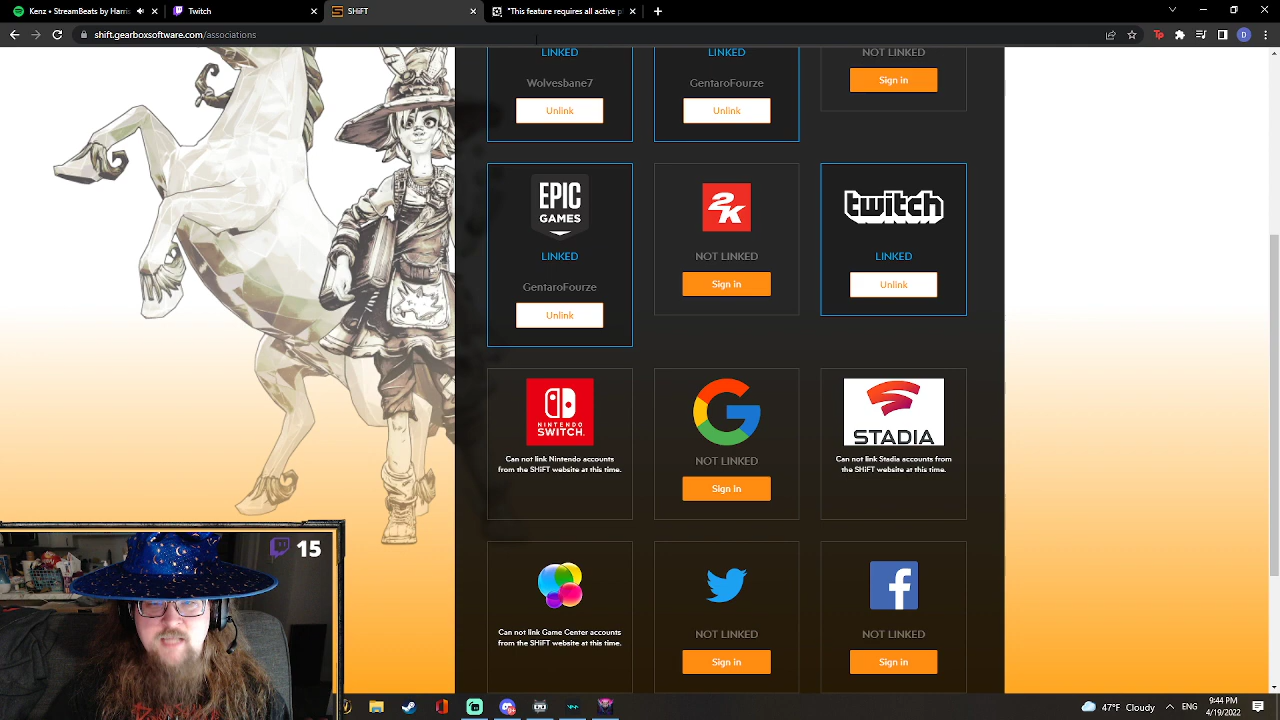 Kenz • StreamBeats by Harris
Twitch
SHiFT
"This feature requires an active pl
shift.gearboxsoftware.com/associations
LINKED
LINKED
NOT LINKED
Wolvesbane7
GentaroFourze
Sign in
Unlink
Unlink
EPIC
GAMES
2K
twitch
LINKED
NOT LINKED
LINKED
Sign in
Unlink
GentaroFourze
Unlink
NINTENDO
SWITCH.
STADIA
Can not link Nintendo accounts
from the SHiFT website at this time.
NOT LINKED
Can not link Stadia accounts from
the SHiFT website at this time.
Sign in
Can not link Game Center accounts
from the SHiFT website at this time.
NOT LINKED
NOT LINKED
Sign in
Sign in
15
47°F Cloudy
ENG
9:44 PM
4/19/2022